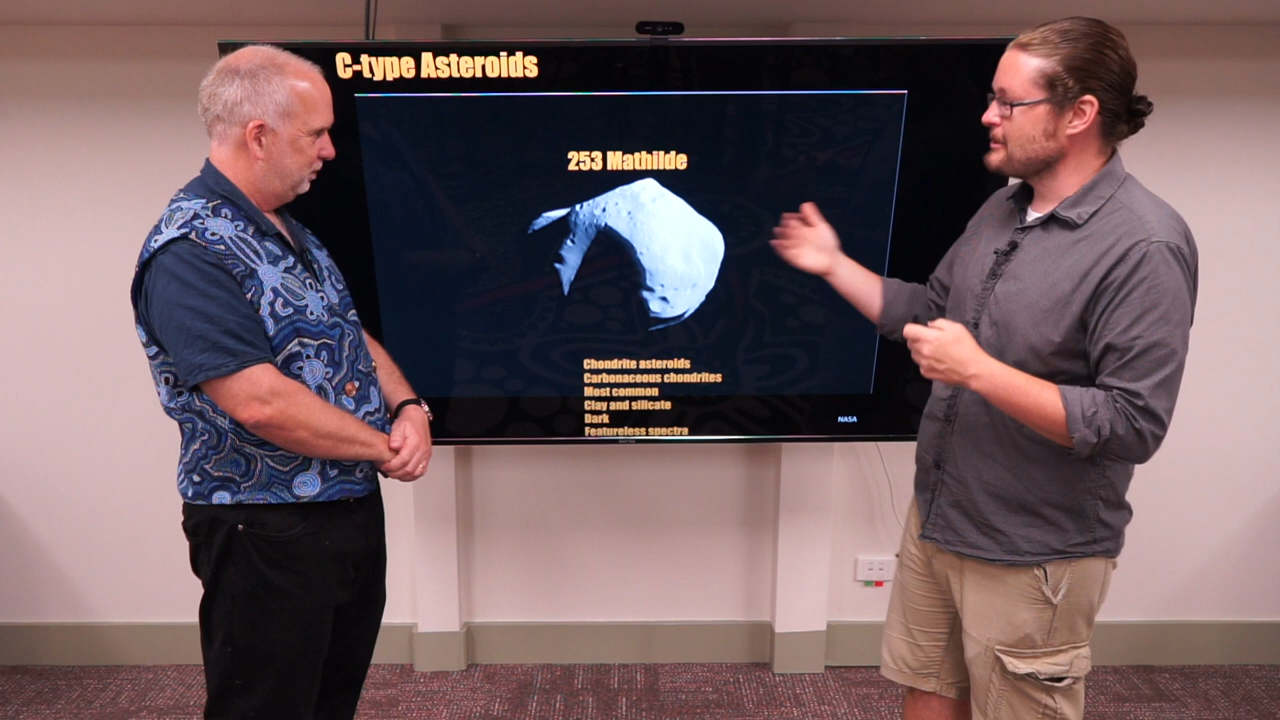 C-type Asteroids
253 Mathilde
Chondrite asteroids
Carbonaceous chondrites
Most common
Clay and silicate
Dark
Featureless spectra
NASA